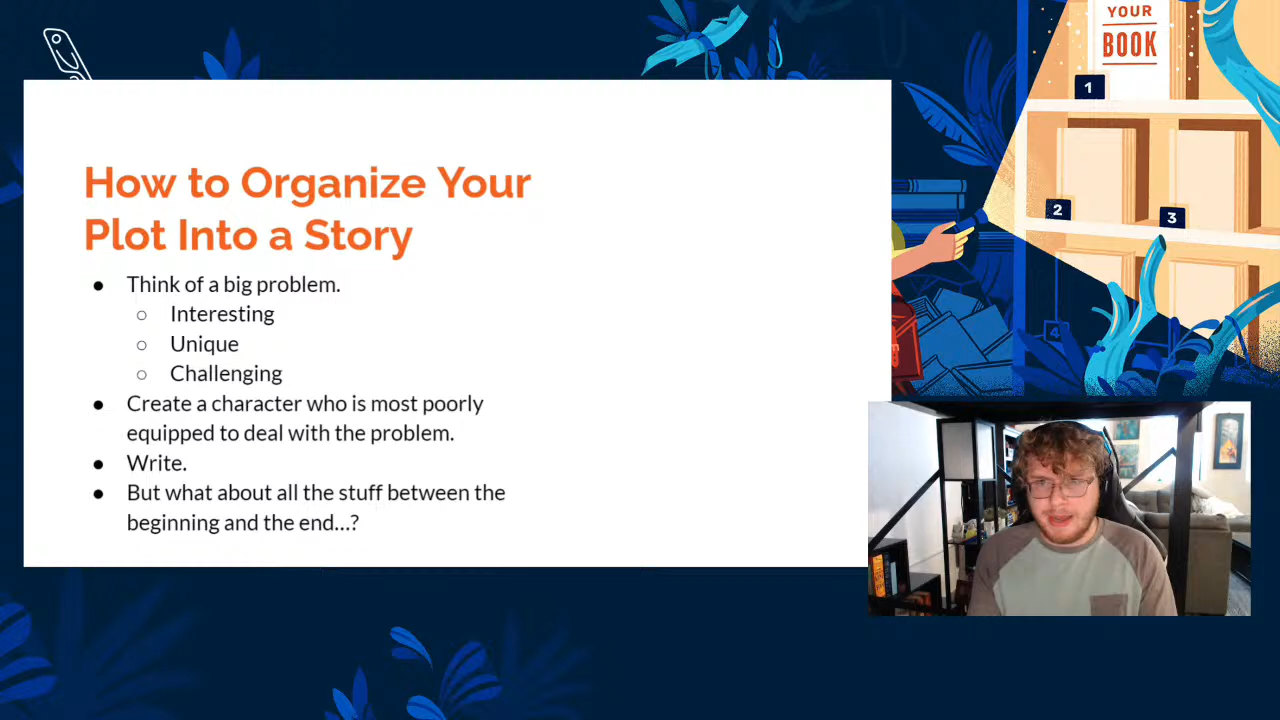 YOUR
BOOK
1
2
3
4
How to Organize Your
Plot Into a Story
● Think of a big problem.
○ Interesting
○ Unique
○ Challenging
● Create a character who is most poorly
equipped to deal with the problem.
● Write.
● But what about all the stuff between the
beginning and the end...?